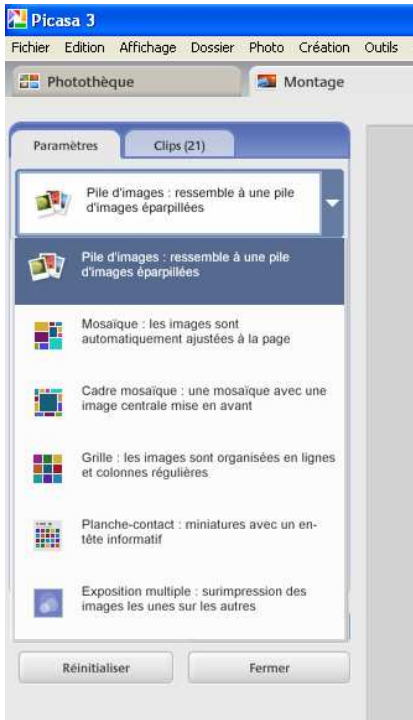 Picasa 3
Fichier Edition Affichage Dossier Photo Création Outils
Photothèque Montage
Paramètres Clips (21)
Pile d'images : ressemble à une pile
d'images éparpillées
Pile d'images : ressemble à une pile
d'images éparpillées
Mosaïque : les images sont
automatiquement ajustées à la page
Cadre mosaïque : une mosaïque avec une
image centrale mise en avant
Grille : les images sont organisées en lignes
et colonnes régulières
Planche-contact : miniatures avec un en-
tête informatif
Exposition multiple : surimpression des
images les unes sur les autres
Réinitialiser Fermer